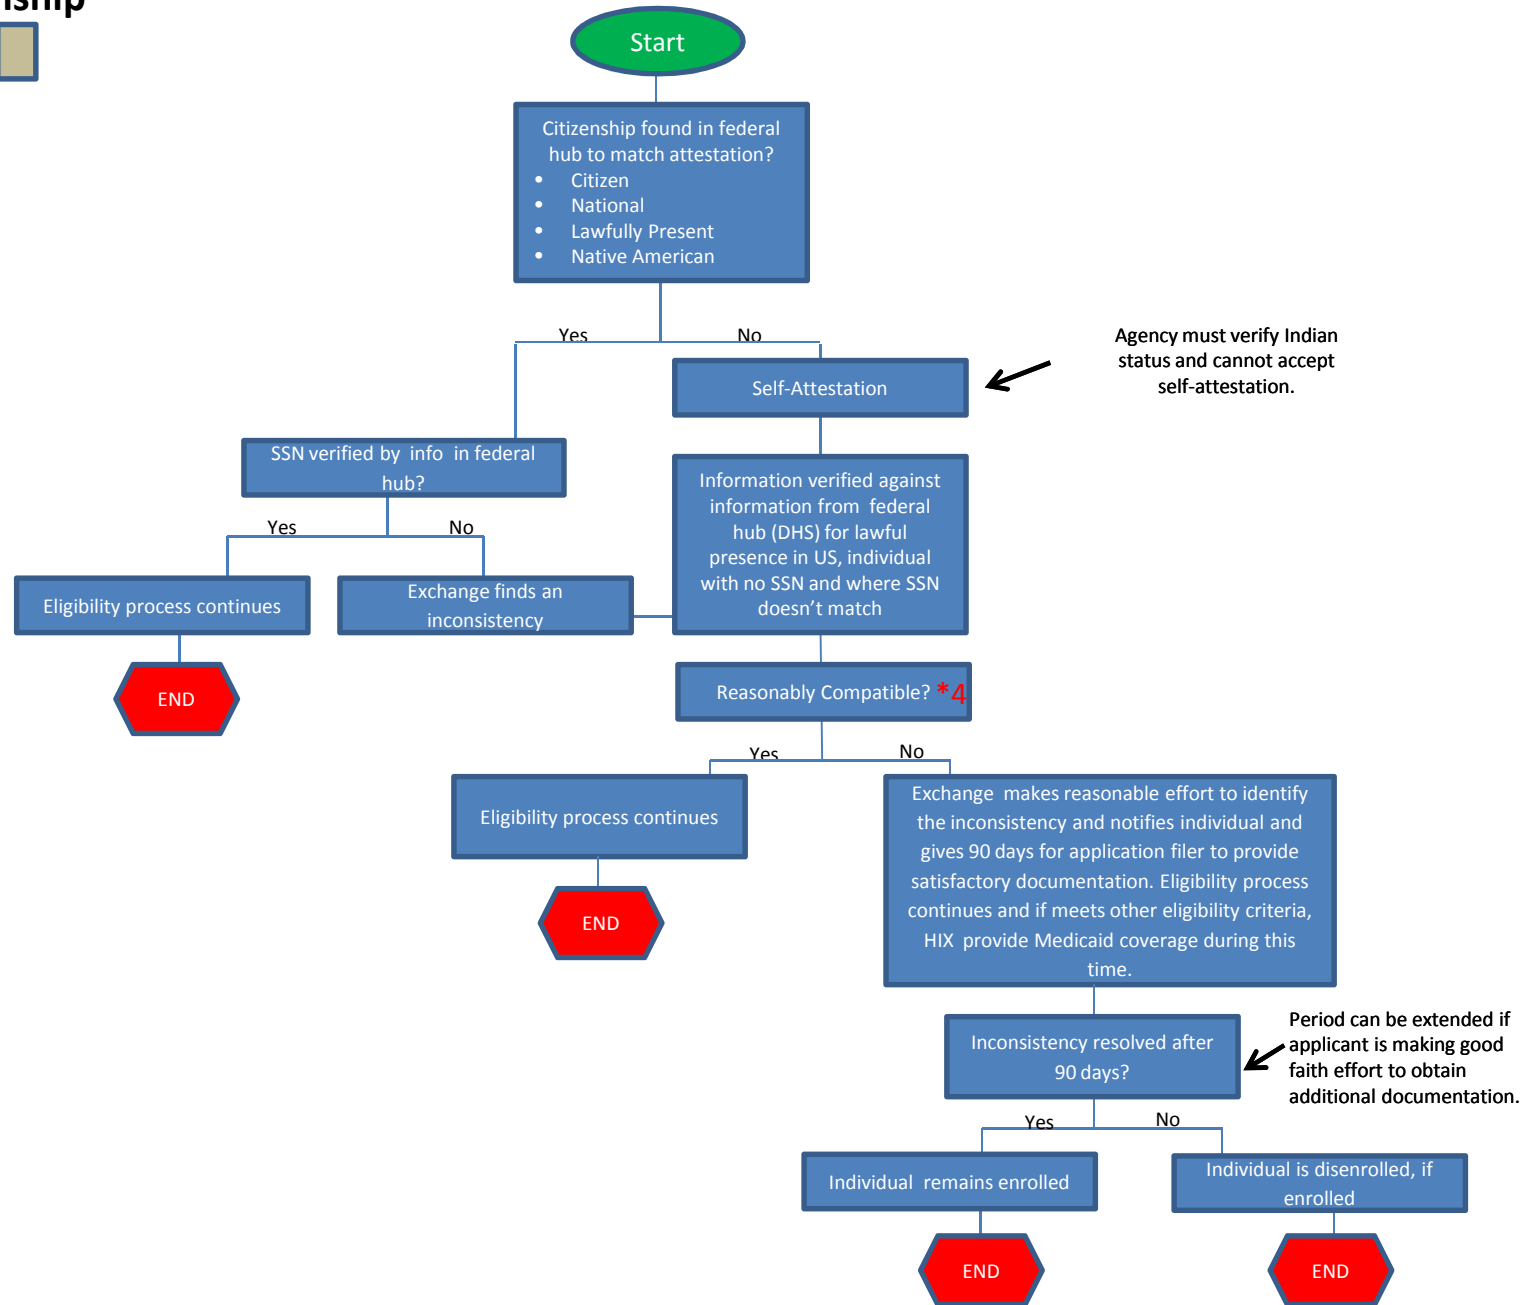 Start
Citizenship found in federal
hub to match attestation?
• Citizen
• National
• Lawfully Present
• Native American
Yes
No
Agency must verify Indian
status and cannot accept
self-attestation.
Self-Attestation
SSN verified by info in federal
hub?
Information verified against
information from federal
hub (DHS) for lawful
presence in US, individual
with no SSN and where SSN
doesn’t match
Yes
No
Eligibility process continues
Exchange finds an
inconsistency
END
Reasonably Compatible? *4
Yes
No
Eligibility process continues
END
Exchange makes reasonable effort to identify
the inconsistency and notifies individual and
gives 90 days for application filer to provide
satisfactory documentation. Eligibility process
continues and if meets other eligibility criteria,
HIX provide Medicaid coverage during this
time.
Inconsistency resolved after
90 days?
Period can be extended if
applicant is making good
faith effort to obtain
additional documentation.
Yes
No
Individual remains enrolled
Individual is disenrolled, if
enrolled
END
END